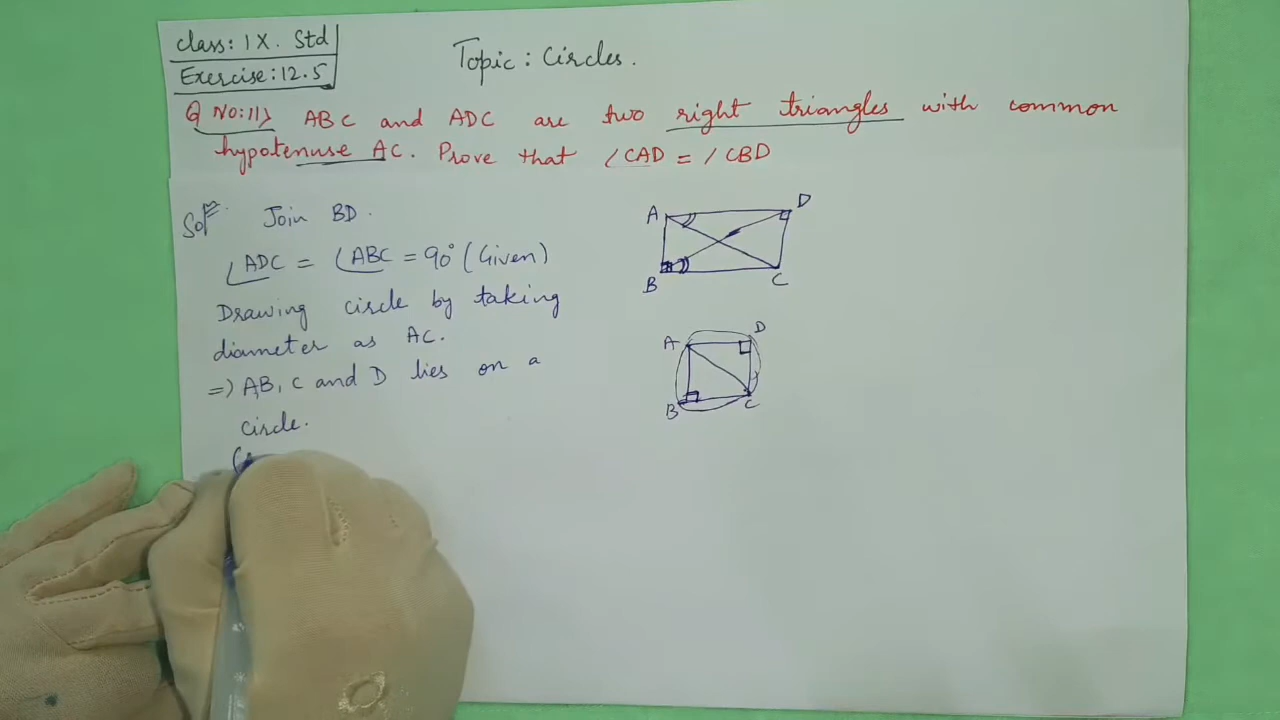 class: IX. Std
Exercise: 12.5
Topic: Circles.
Q No:11> ABC and ADC are two right triangles with common
hypotenuse AC. Prove that ∠CAD = ∠CBD
Sol Join BD.
∠ADC = ∠ABC = 90° (Given)
Drawing circle by taking
diameter as AC.
=> A,B, C and D lies on a
circle.
A D
B C
A D
B C